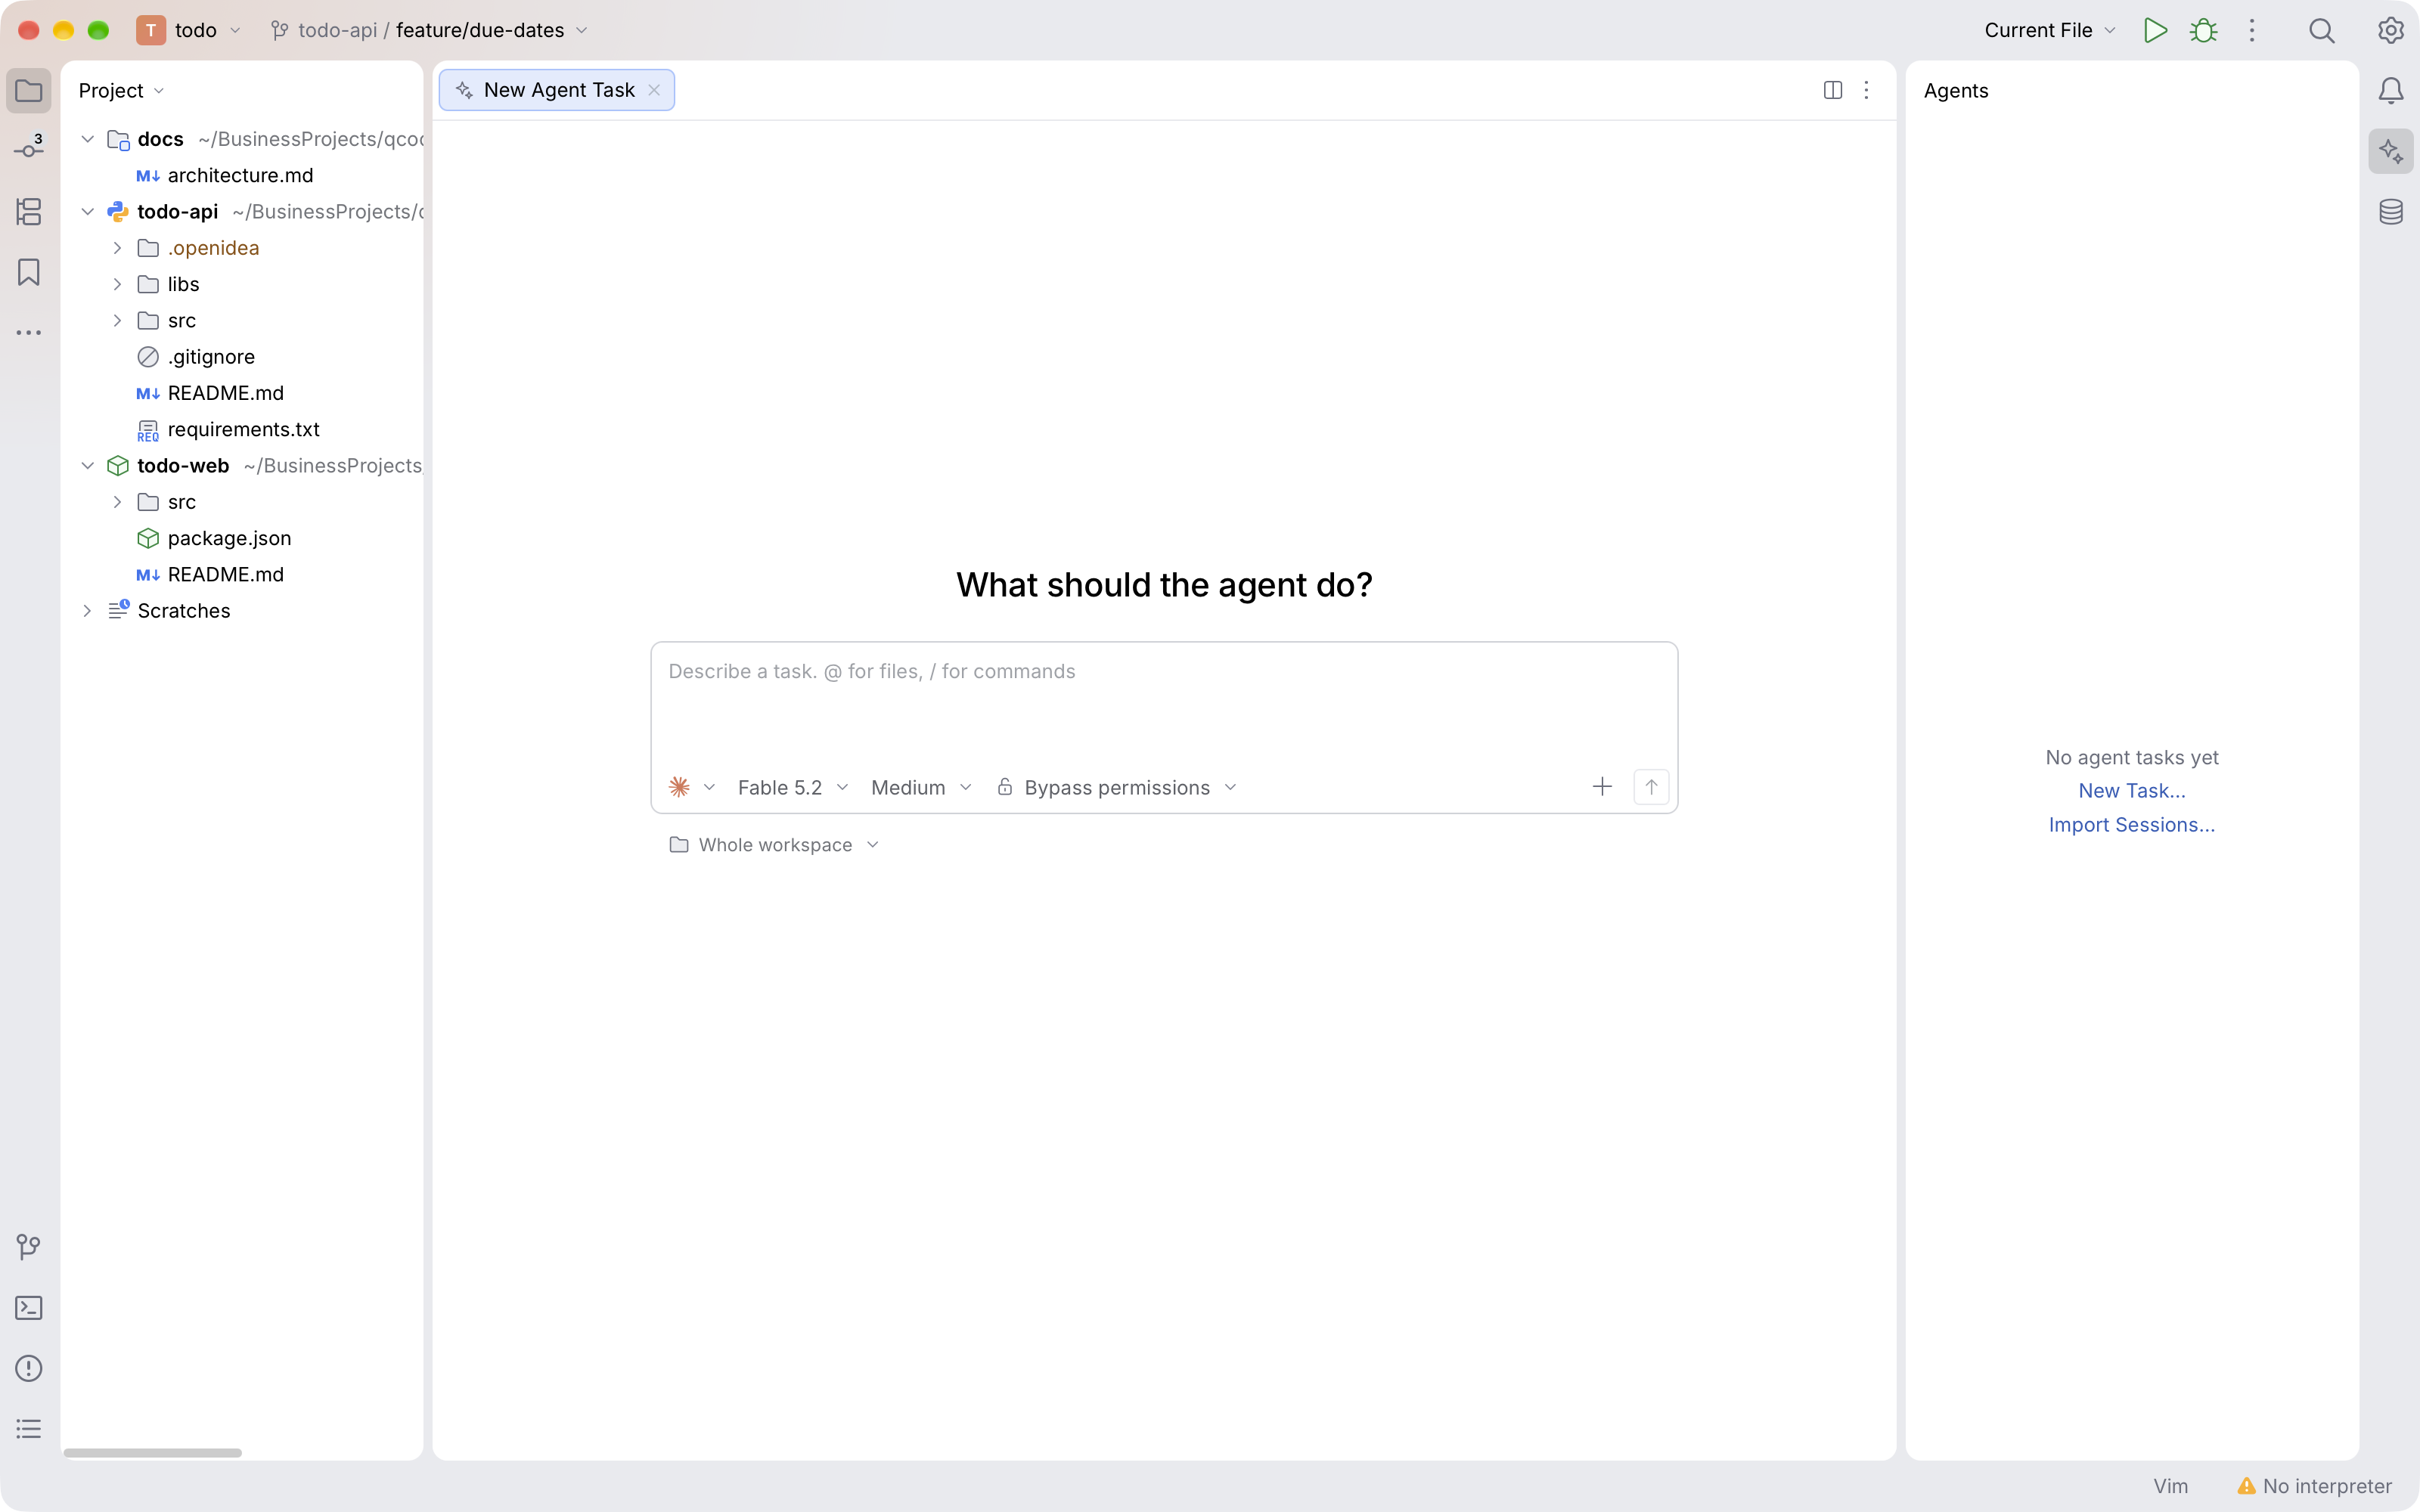 T todo todo-api / feature/due-dates Current File
Project
3
docs ~/BusinessProjects/qcod
M↓ architecture.md
todo-api ~/BusinessProjects/
.openidea
libs
src
.gitignore
M↓ README.md
REQ requirements.txt
todo-web ~/BusinessProjects
src
package.json
M↓ README.md
Scratches
New Agent Task
What should the agent do?
Describe a task. @ for files, / for commands
Fable 5.2 Medium Bypass permissions
Whole workspace
Agents
No agent tasks yet
New Task...
Import Sessions...
Vim No interpreter